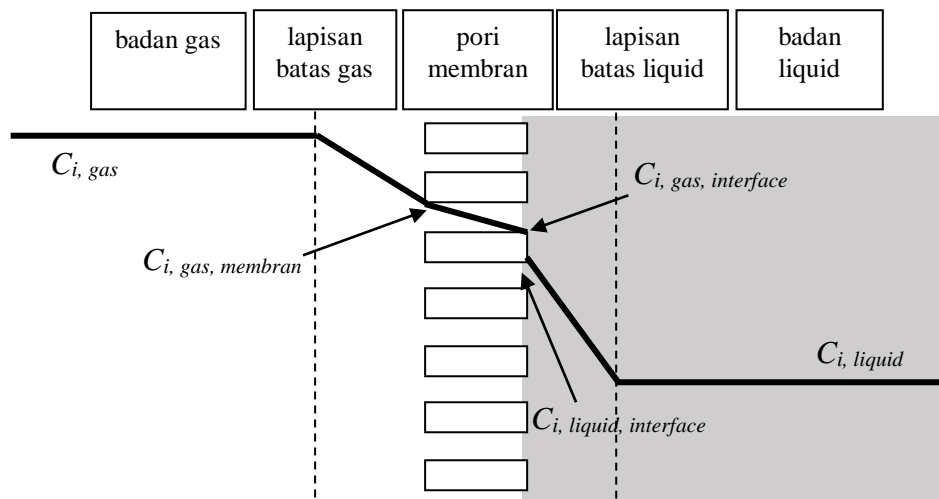 badan gas
lapisan
batas gas
pori
membran
lapisan
batas liquid
badan
liquid
Ci, gas
Ci, gas, interface
Ci, gas, membran
Ci, liquid
Ci, liquid, interface